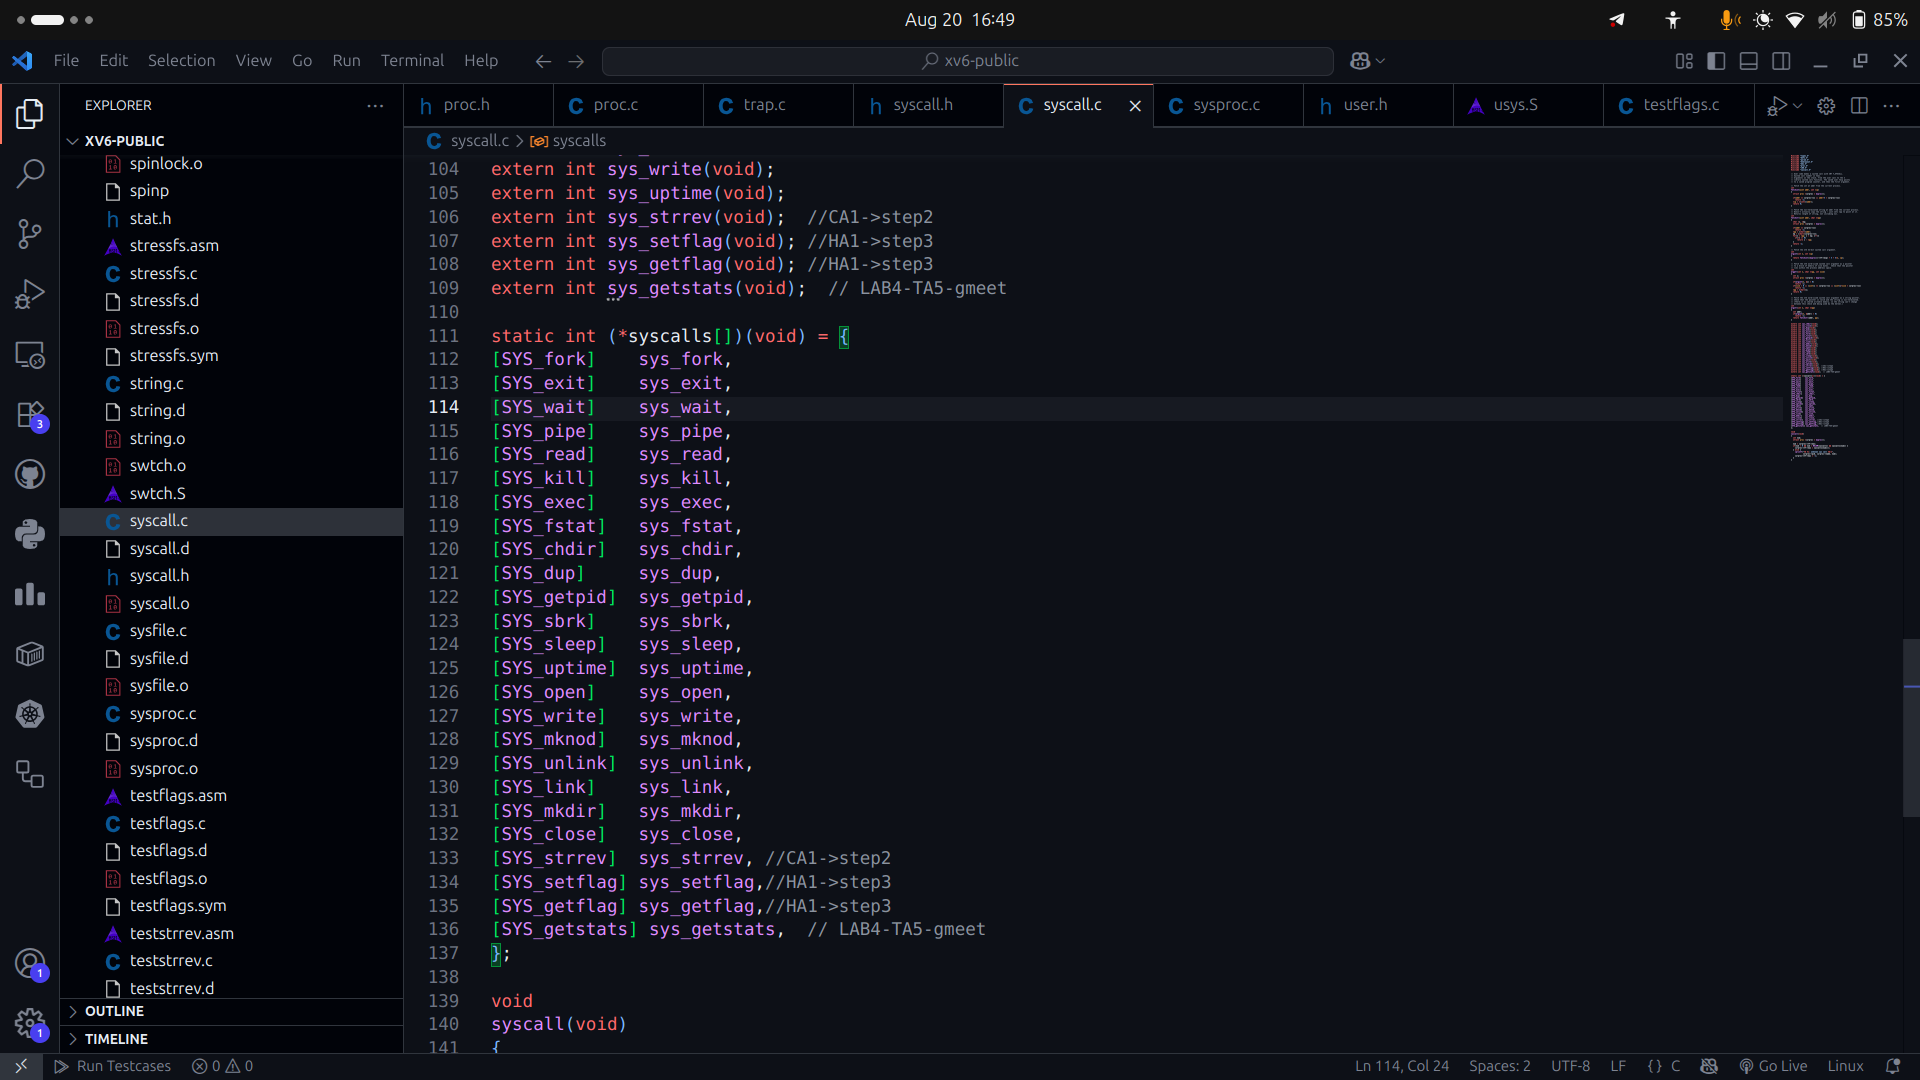 Aug 20 16:49
85%
File Edit Selection View Go Run Terminal Help
xv6-public
EXPLORER
proc.h
proc.c
trap.c
syscall.h
syscall.c
sysproc.c
user.h
usys.S
testflags.c
XV6-PUBLIC
spinlock.o
spinp
stat.h
stressfs.asm
stressfs.c
stressfs.d
stressfs.o
stressfs.sym
string.c
string.d
string.o
swtch.o
swtch.S
syscall.c
syscall.d
syscall.h
syscall.o
sysfile.c
sysfile.d
sysfile.o
sysproc.c
sysproc.d
sysproc.o
testflags.asm
testflags.c
testflags.d
testflags.o
testflags.sym
teststrrev.asm
teststrrev.c
teststrrev.d
OUTLINE
TIMELINE
3
1
1
syscall.c > syscalls
104 extern int sys_write(void);
105 extern int sys_uptime(void);
106 extern int sys_strrev(void);  //CA1->step2
107 extern int sys_setflag(void); //HA1->step3
108 extern int sys_getflag(void); //HA1->step3
109 extern int sys_getstats(void);  // LAB4-TA5-gmeet
110
111 static int (*syscalls[])(void) = {
112 [SYS_fork]    sys_fork,
113 [SYS_exit]    sys_exit,
114 [SYS_wait]    sys_wait,
115 [SYS_pipe]    sys_pipe,
116 [SYS_read]    sys_read,
117 [SYS_kill]    sys_kill,
118 [SYS_exec]    sys_exec,
119 [SYS_fstat]   sys_fstat,
120 [SYS_chdir]   sys_chdir,
121 [SYS_dup]     sys_dup,
122 [SYS_getpid]  sys_getpid,
123 [SYS_sbrk]    sys_sbrk,
124 [SYS_sleep]   sys_sleep,
125 [SYS_uptime]  sys_uptime,
126 [SYS_open]    sys_open,
127 [SYS_write]   sys_write,
128 [SYS_mknod]   sys_mknod,
129 [SYS_unlink]  sys_unlink,
130 [SYS_link]    sys_link,
131 [SYS_mkdir]   sys_mkdir,
132 [SYS_close]   sys_close,
133 [SYS_strrev]  sys_strrev, //CA1->step2
134 [SYS_setflag] sys_setflag,//HA1->step3
135 [SYS_getflag] sys_getflag,//HA1->step3
136 [SYS_getstats] sys_getstats,  // LAB4-TA5-gmeet
137 };
138
139 void
140 syscall(void)
141 {
Run Testcases 0 0
Ln 114, Col 24 Spaces: 2 UTF-8 LF {} C Go Live Linux